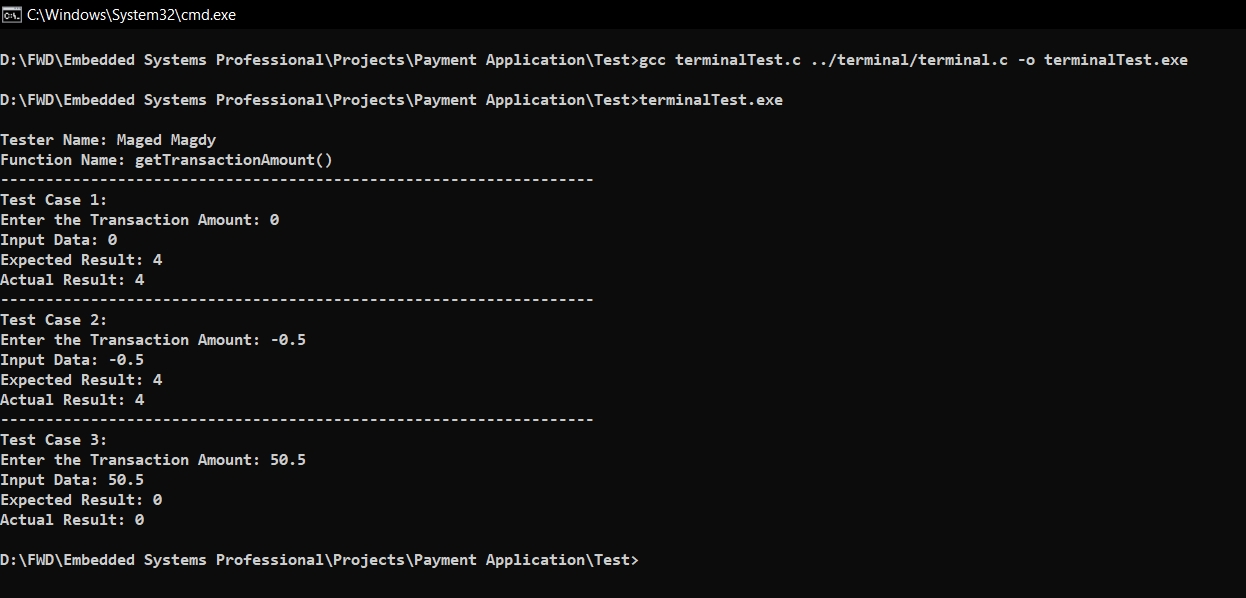 C:\Windows\System32\cmd.exe
D:\FWD\Embedded Systems Professional\Projects\Payment Application\Test>gcc terminalTest.c ../terminal/terminal.c -o terminalTest.exe
D:\FWD\Embedded Systems Professional\Projects\Payment Application\Test>terminalTest.exe
Tester Name: Maged Magdy
Function Name: getTransactionAmount()
------------------------------------------------------------------
Test Case 1:
Enter the Transaction Amount: 0
Input Data: 0
Expected Result: 4
Actual Result: 4
------------------------------------------------------------------
Test Case 2:
Enter the Transaction Amount: -0.5
Input Data: -0.5
Expected Result: 4
Actual Result: 4
------------------------------------------------------------------
Test Case 3:
Enter the Transaction Amount: 50.5
Input Data: 50.5
Expected Result: 0
Actual Result: 0
D:\FWD\Embedded Systems Professional\Projects\Payment Application\Test>